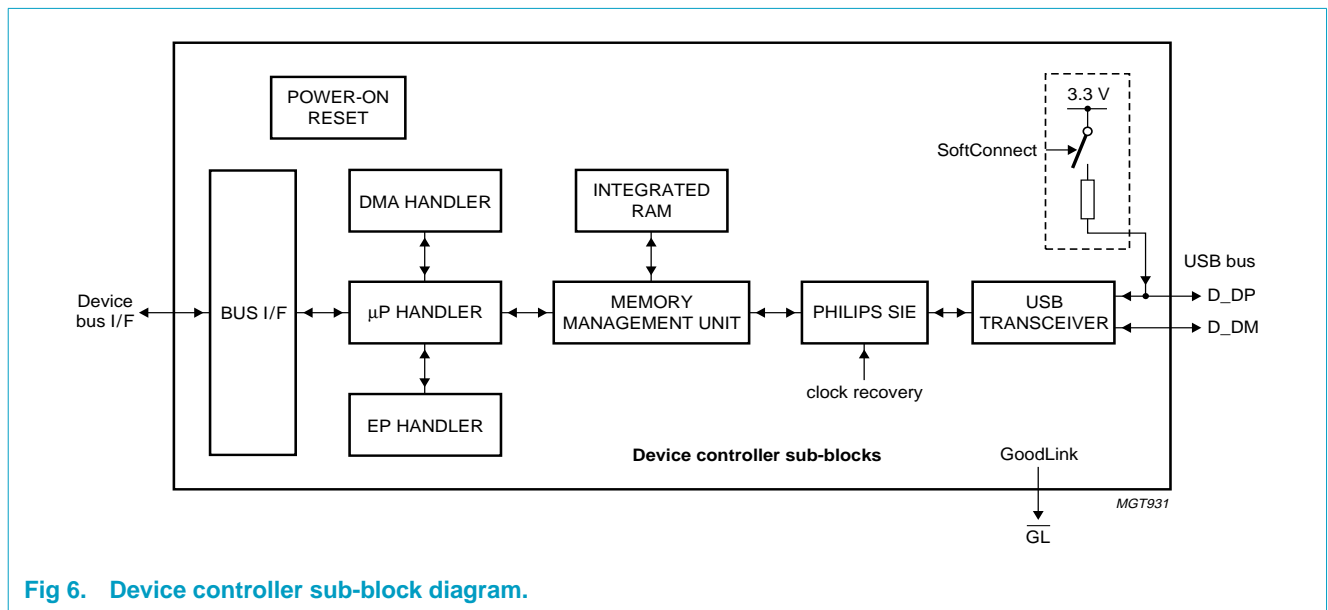 POWER-ON
RESET
3.3 V
SoftConnect
DMA HANDLER
INTEGRATED
RAM
USB bus
Device
bus I/F
BUS I/F
μP HANDLER
MEMORY
MANAGEMENT UNIT
PHILIPS SIE
USB
TRANSCEIVER
D_DP
D_DM
clock recovery
EP HANDLER
Device controller sub-blocks
GoodLink
MGT931
GL
Fig 6. Device controller sub-block diagram.